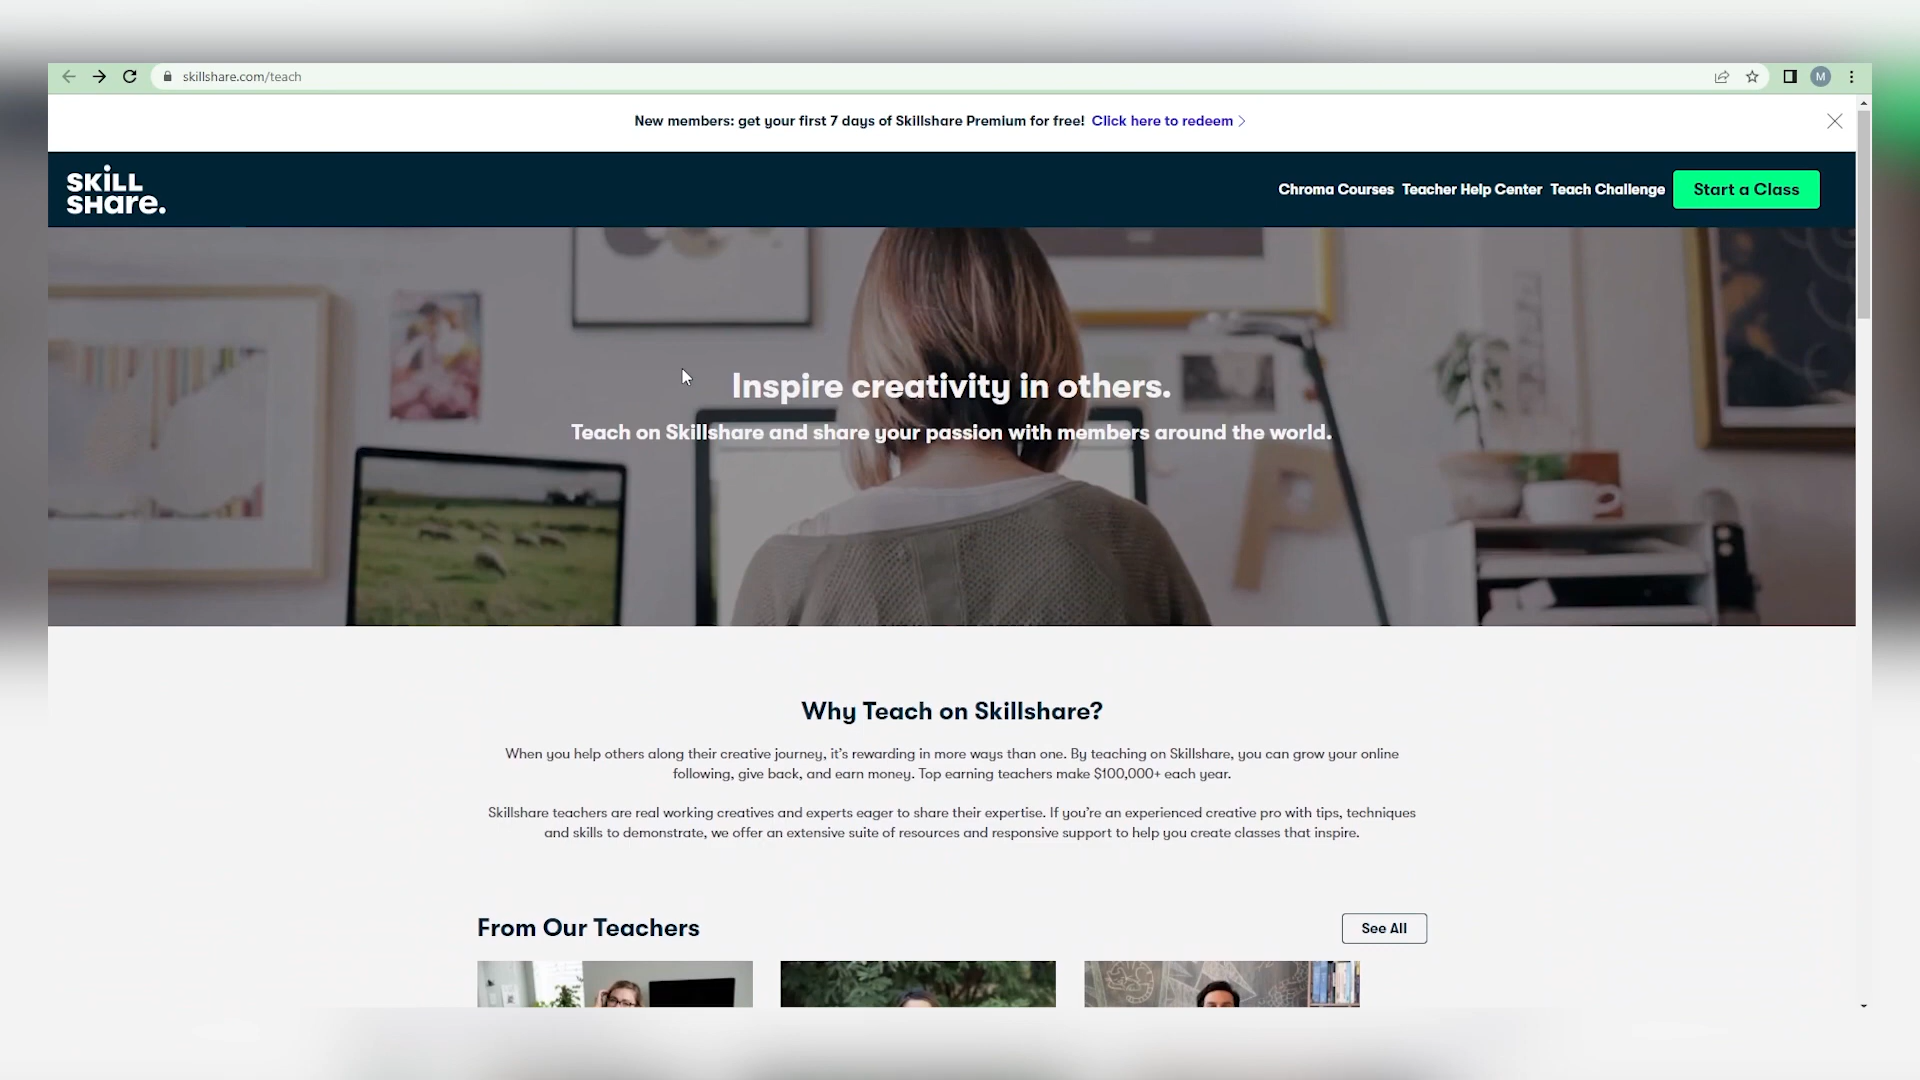 skillshare.com/teach
M
New members: get your first 7 days of Skillshare Premium for free! Click here to redeem >
SKILL
SHare.
Chroma Courses Teacher Help Center Teach Challenge Start a Class
Inspire creativity in others.
Teach on Skillshare and share your passion with members around the world.
P
Why Teach on Skillshare?
When you help others along their creative journey, it's rewarding in more ways than one. By teaching on Skillshare, you can grow your online
following, give back, and earn money. Top earning teachers make $100,000+ each year.
Skillshare teachers are real working creatives and experts eager to share their expertise. If you're an experienced creative pro with tips, techniques
and skills to demonstrate, we offer an extensive suite of resources and responsive support to help you create classes that inspire.
From Our Teachers
See All